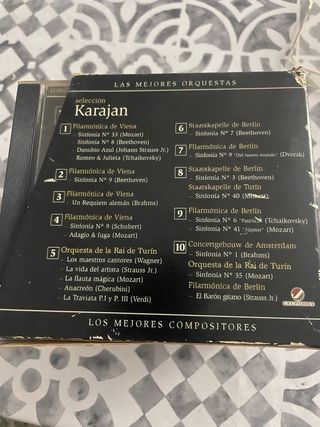 LAS MEJORES ORQUESTAS
selección
Karajan
1 Filarmónica de Viena
– Sinfonía Nº 33 (Mozart)
– Sinfonía Nº 8 (Beethoven)
– Danubio Azul (Johann Strauss Jr.)
– Romeo & Julieta (Tchaikovsky)
2 Filarmónica de Viena
– Sinfonía Nº 9 (Beethoven)
3 Filarmónica de Viena
– Un Requiem alemán (Brahms)
4 Filarmónica de Viena
– Sinfonía Nº 9 (Schubert)
– Adagio & fuga (Mozart)
5 Orquesta de la Rai de Turín
– Los maestros cantores (Wagner)
– La vida del artista (Strauss Jr.)
– La flauta mágica (Mozart)
– Anacreón (Cherubini)
– La Traviata P.I y P. III (Verdi)
6 Staatskapelle de Berlín
– Sinfonía Nº 7 (Beethoven)
7 Filarmónica de Berlín
– Sinfonía Nº 9 "Del nuevo mundo" (Dvorak)
8 Staatskapelle de Berlín
– Sinfonía Nº 3 (Beethoven)
Staatskapelle de Turín
– Sinfonía Nº 40 (Mozart)
9 Filarmónica de Berlín
– Sinfonía Nº 6 "Patética" (Tchaikovsky)
– Sinfonía Nº 41 "Júpiter" (Mozart)
10 Concertgebouw de Amsterdam
– Sinfonía Nº 1 (Brahms)
Orquesta de la Rai de Turín
– Sinfonía Nº 35 (Mozart)
Filarmónica de Berlín
– El Barón gitano (Strauss Jr.)
LOS MEJORES COMPOSITORES